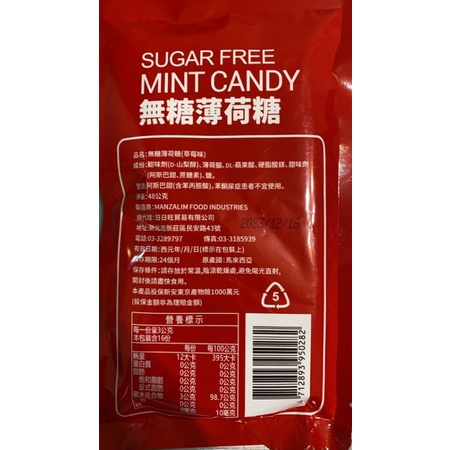 SUGAR FREE
MINT CANDY
無糖薄荷糖
品名:無糖薄荷糖(草莓味)
成份:甜味劑(D-山梨醇)、薄荷腦、DL-蘋果酸、硬脂酸鎂、甜味劑
(阿斯巴甜、蔗糖素)、鹽。
阿斯巴甜(含苯丙胺酸)，苯酮尿症患者不宜使用。
淨重:48公克
製造商:MANZALIM FOOD INDUSTRIES
總代理:日日旺貿易有限公司
地址:新北市新莊區民安路43號
電話:03-3289797 傳真:03-3185939
有效日期:西元年/月/日(標示在包裝上)
2023/12/16
保存期限:24個月 原產國:馬來西亞
保存條件:請存放於常溫,陰涼乾燥處,避免陽光直射,
開封後請盡快食用。
本產品投保新安東京產物險1000萬元
(投保金額非為理賠金額)
5
營養標示
每一份量3公克
本包裝含16份
每份 每100公克
熱量 12大卡 395大卡
蛋白質 0公克 0公克
脂肪 0公克 0公克
飽和脂肪 0公克 0公克
反式脂肪 0公克 0公克
碳水化合物 3公克 98.7公克
0公克 0公克
10毫克
4712893950282